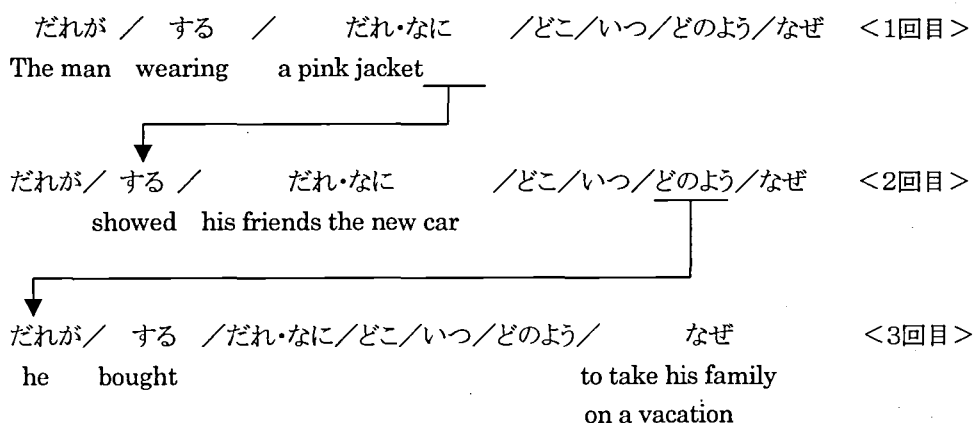 だれが / する / だれ・なに /どこ/いつ/どのよう/なぜ <1回目>
The man wearing a pink jacket
だれが/ する / だれ・なに /どこ/いつ/どのよう/なぜ <2回目>
showed his friends the new car
だれが/ する /だれ・なに/どこ/いつ/どのよう/ なぜ <3回目>
he bought to take his family
on a vacation